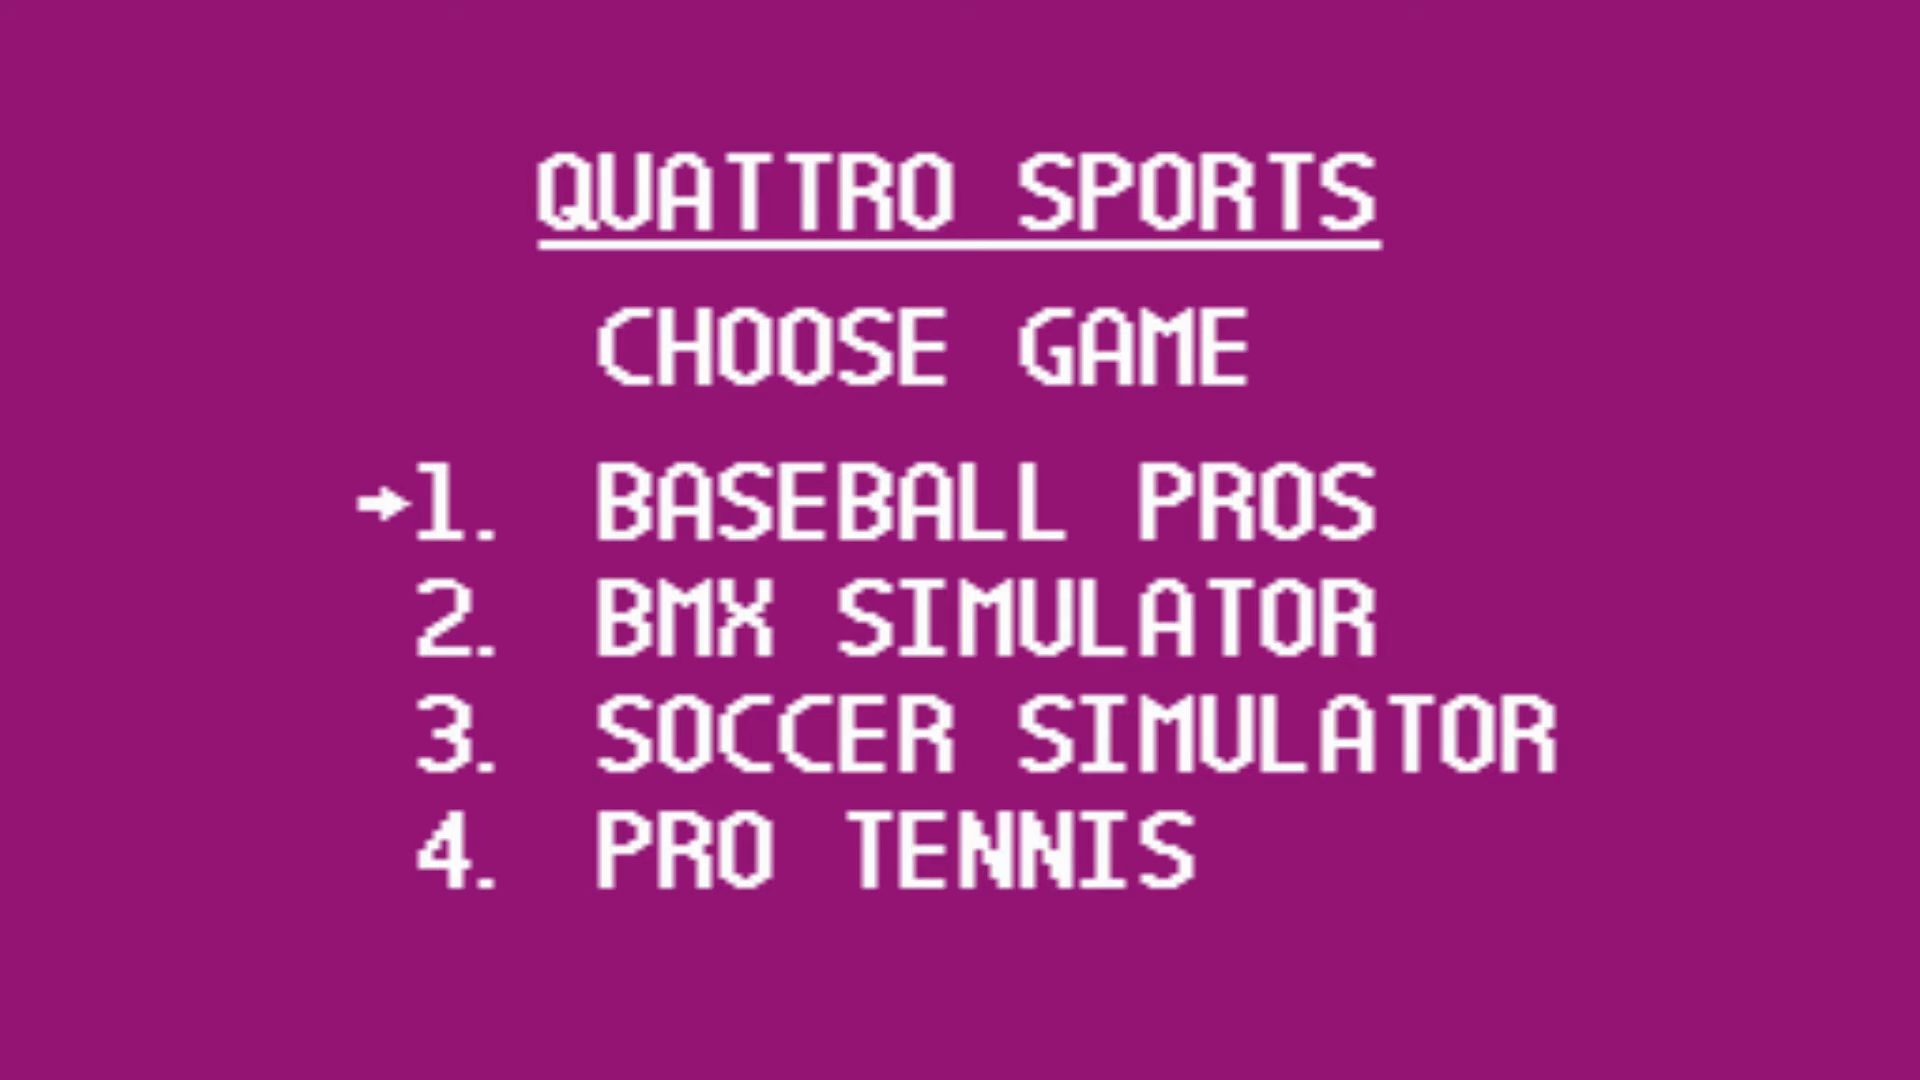 QUATTRO SPORTS
CHOOSE GAME
1. BASEBALL PROS
2. BMX SIMULATOR
3. SOCCER SIMULATOR
4. PRO TENNIS